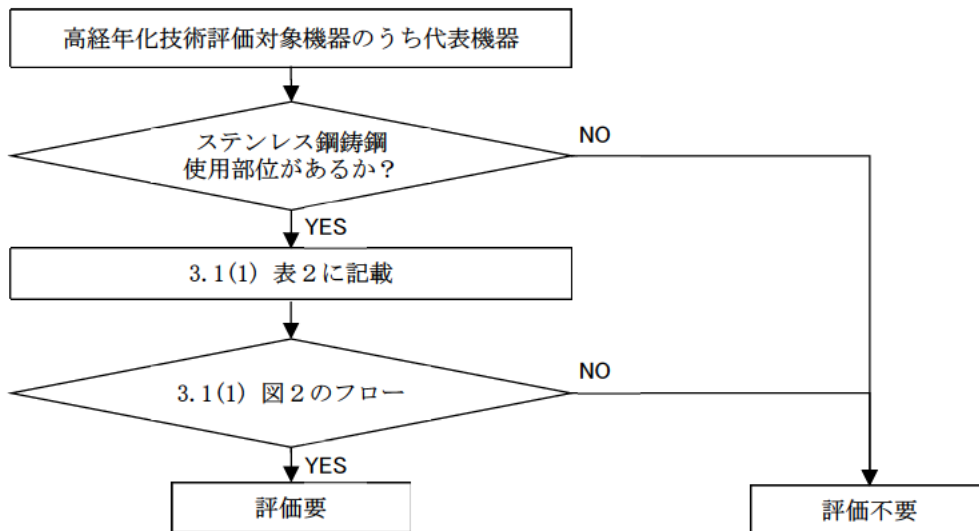 高経年化技術評価対象機器のうち代表機器
ステンレス鋼鋳鋼
使用部位があるか？
NO
YES
3.1(1) 表２に記載
3.1(1) 図２のフロー
NO
YES
評価要
評価不要